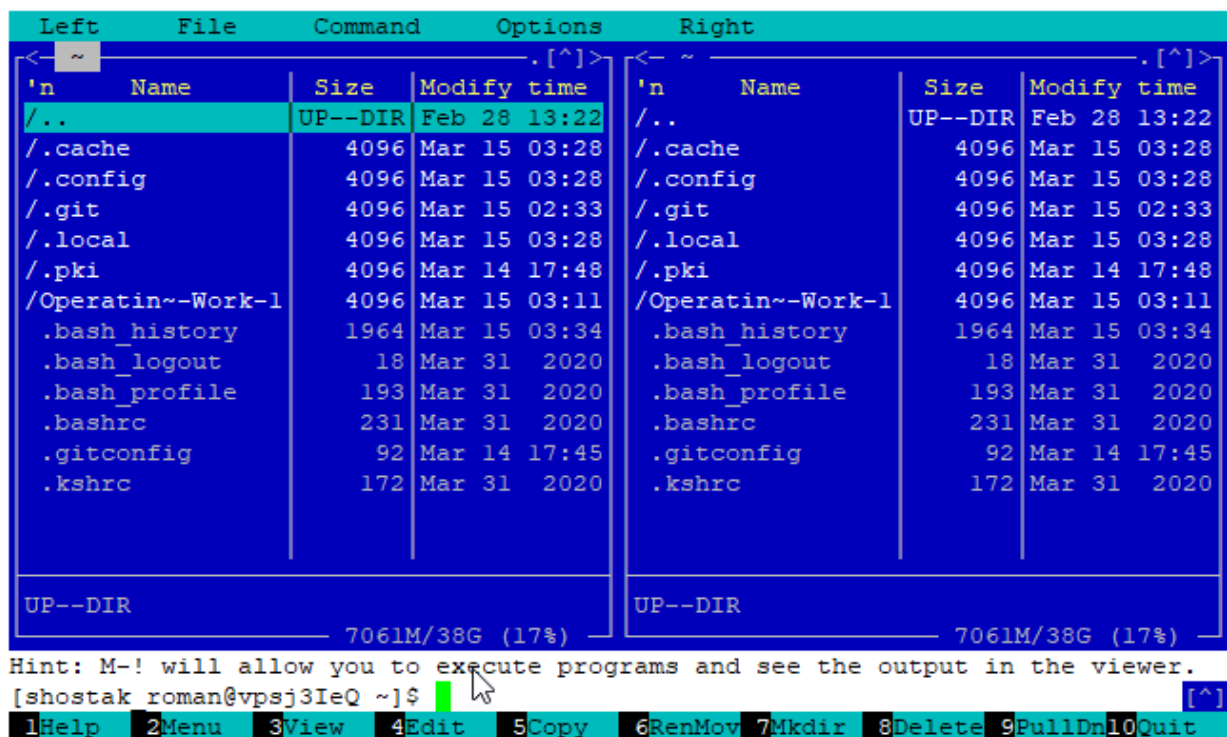 Left File Command Options Right
<─ ~ ─.[^]>┐ ┌<─ ~ ─.[^]>
'n Name Size Modify time 'n Name Size Modify time
/.. UP--DIR Feb 28 13:22 /.. UP--DIR Feb 28 13:22
/.cache 4096 Mar 15 03:28 /.cache 4096 Mar 15 03:28
/.config 4096 Mar 15 03:28 /.config 4096 Mar 15 03:28
/.git 4096 Mar 15 02:33 /.git 4096 Mar 15 02:33
/.local 4096 Mar 15 03:28 /.local 4096 Mar 15 03:28
/.pki 4096 Mar 14 17:48 /.pki 4096 Mar 14 17:48
/Operatin~-Work-1 4096 Mar 15 03:11 /Operatin~-Work-1 4096 Mar 15 03:11
.bash_history 1964 Mar 15 03:34 .bash_history 1964 Mar 15 03:34
.bash_logout 18 Mar 31 2020 .bash_logout 18 Mar 31 2020
.bash_profile 193 Mar 31 2020 .bash_profile 193 Mar 31 2020
.bashrc 231 Mar 31 2020 .bashrc 231 Mar 31 2020
.gitconfig 92 Mar 14 17:45 .gitconfig 92 Mar 14 17:45
.kshrc 172 Mar 31 2020 .kshrc 172 Mar 31 2020
UP--DIR UP--DIR
7061M/38G (17%) 7061M/38G (17%)
Hint: M-! will allow you to execute programs and see the output in the viewer.
[shostak_roman@vpsj3IeQ ~]$ [^]
1Help 2Menu 3View 4Edit 5Copy 6RenMov 7Mkdir 8Delete 9PullDn 10Quit